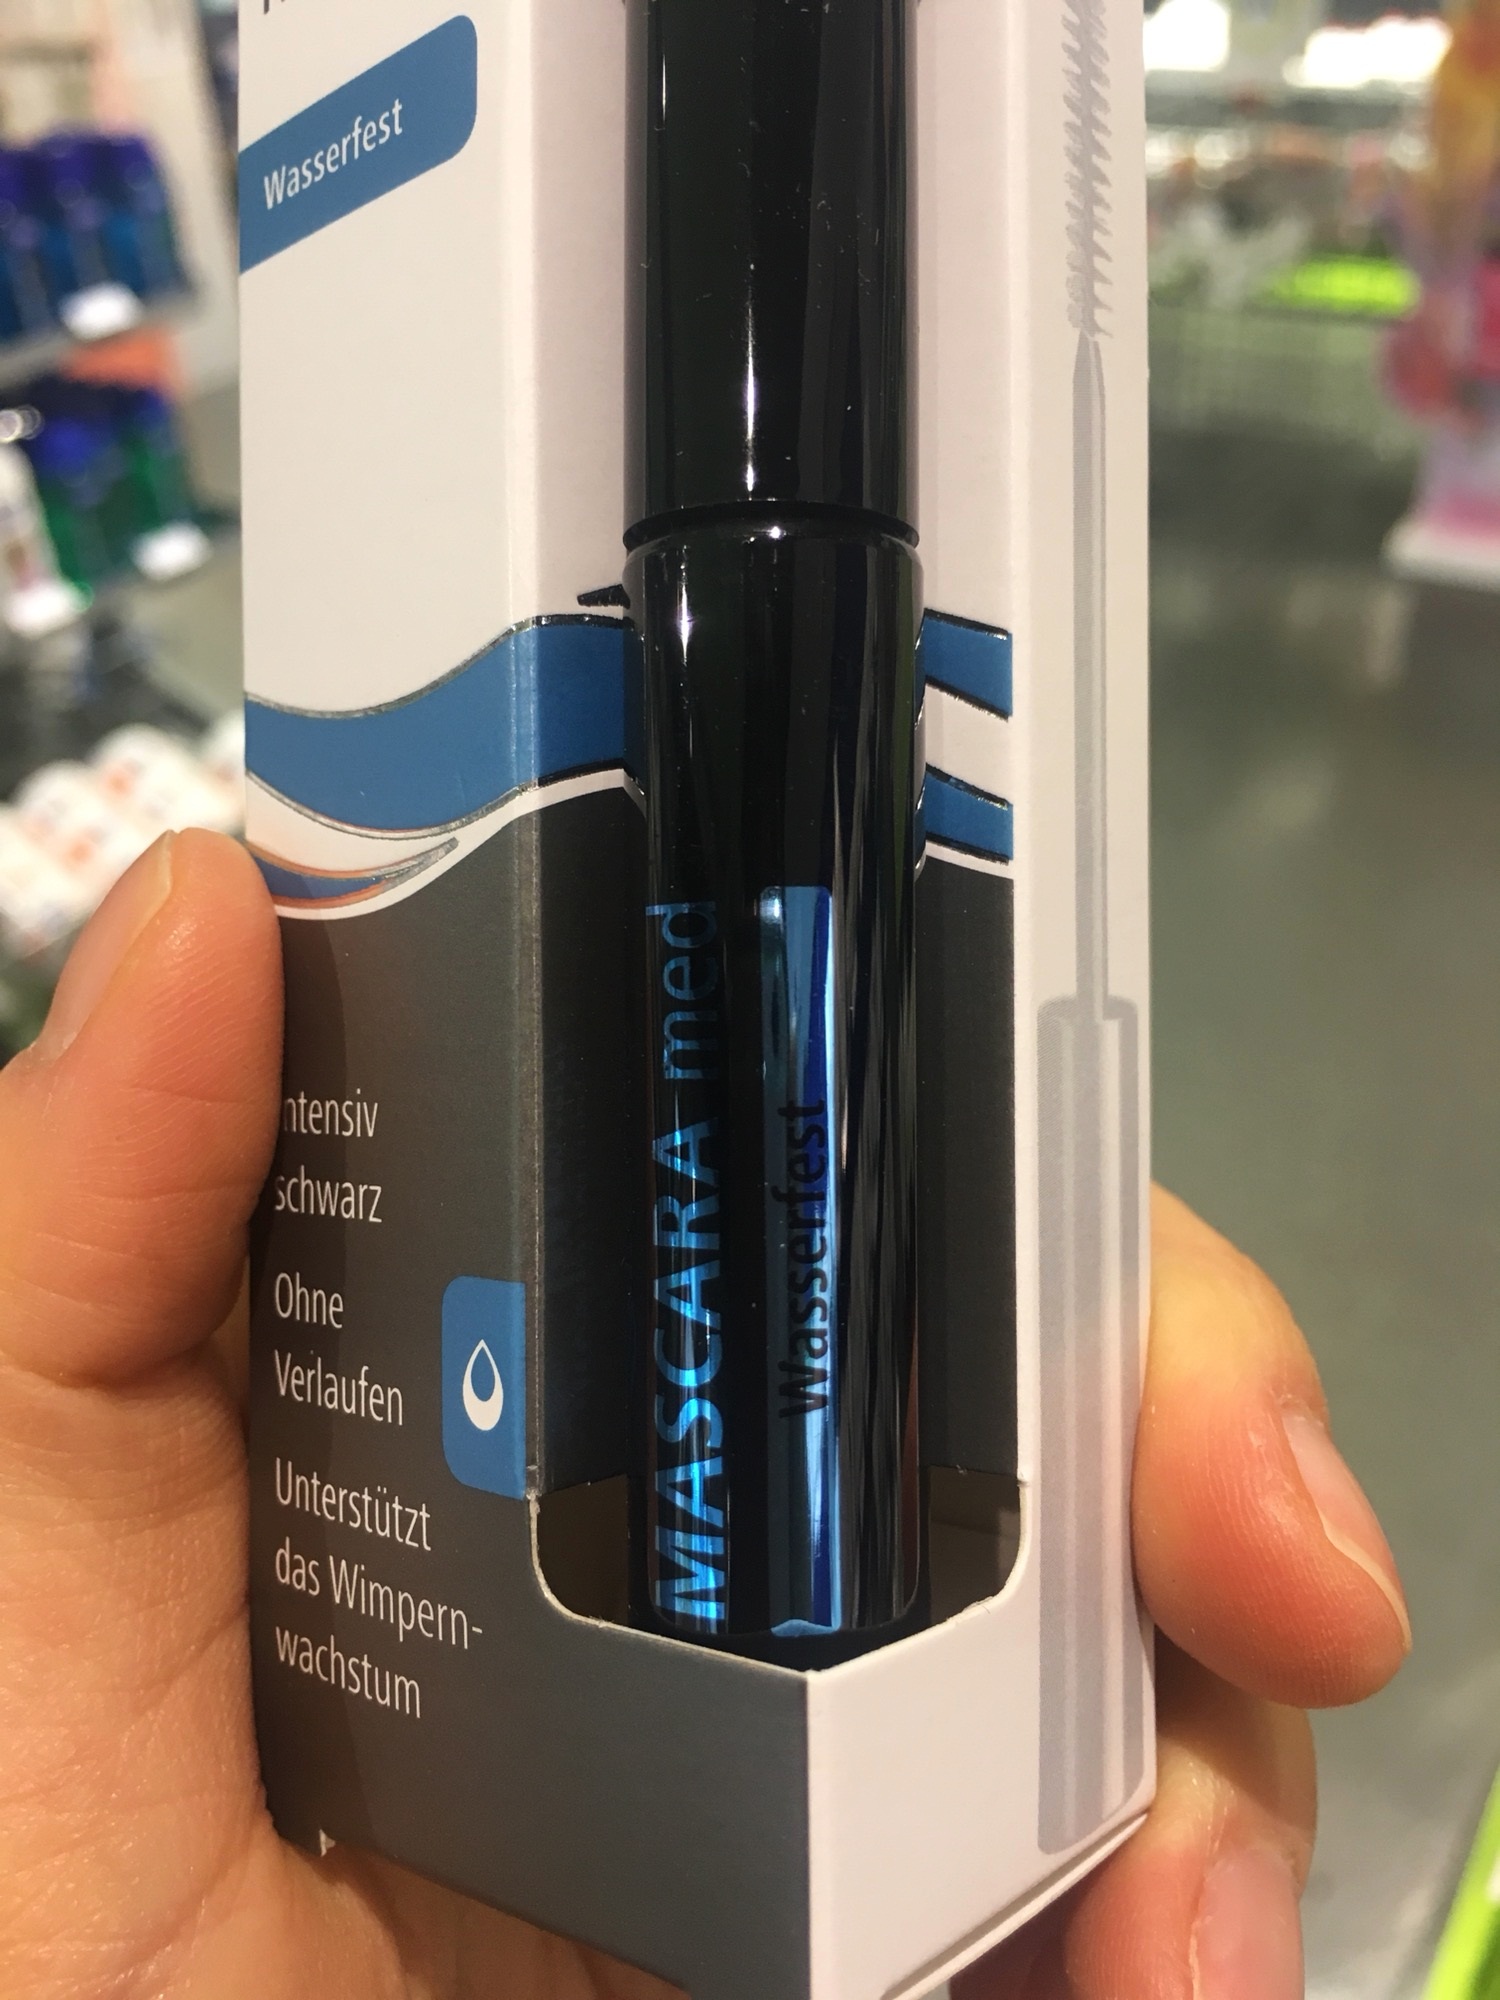 Wasserfest
MASCARA med
Wasserfest
ntensiv
schwarz
Ohne
Verlaufen
Unterstützt
das Wimpern-
wachstum